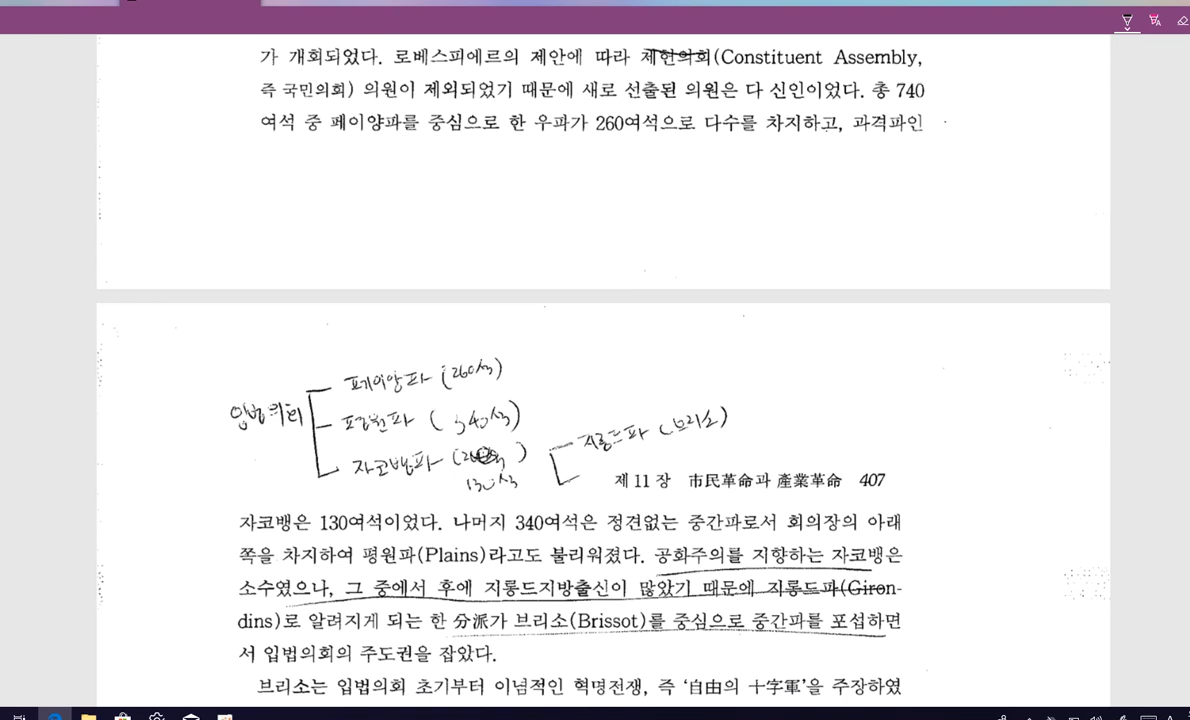 가 개회되었다. 로베스피에르의 제안에 따라 제헌의회(Constituent Assembly,
즉 국민의회) 의원이 제외되었기 때문에 새로 선출된 의원은 다 신인이었다. 총 740
여석 중 페이양파를 중심으로 한 우파가 260여석으로 다수를 차지하고, 과격파인
입법의회
페이양파 (260석)
평원파 (340석)
자코뱅파
130석
지롱드파 (브리소)
제 11 장 市民革命과 産業革命 407
자코뱅은 130여석이었다. 나머지 340여석은 정견없는 중간파로서 회의장의 아래
쪽을 차지하여 평원파(Plains)라고도 불리워졌다. 공화주의를 지향하는 자코뱅은
소수였으나, 그 중에서 후에 지롱드지방출신이 많았기 때문에 지롱드파(Giron-
dins)로 알려지게 되는 한 分派가 브리소(Brissot)를 중심으로 중간파를 포섭하면
서 입법의회의 주도권을 잡았다.
브리소는 입법의회 초기부터 이념적인 혁명전쟁, 즉 '自由의 十字軍'을 주장하였